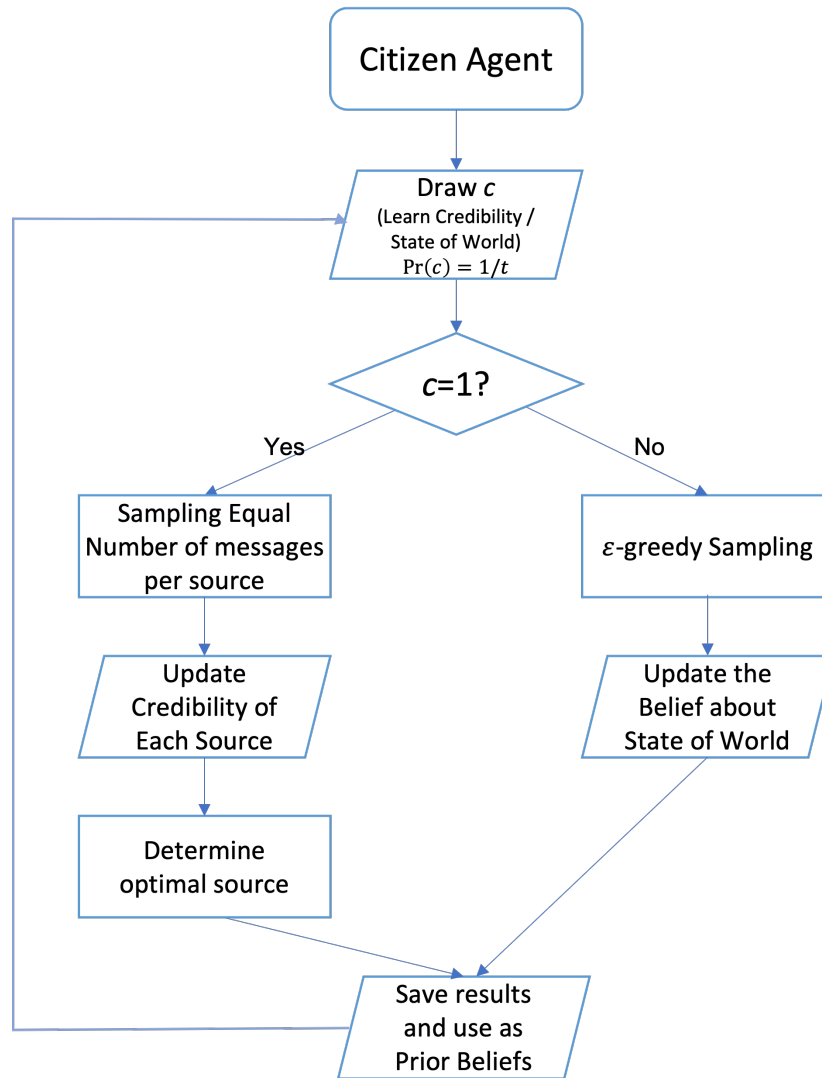 Citizen Agent
Draw c
(Learn Credibility /
State of World)
Pr(c) = 1/t
c=1?
Yes
No
Sampling Equal
Number of messages
per source
ε-greedy Sampling
Update
Credibility of
Each Source
Update the
Belief about
State of World
Determine
optimal source
Save results
and use as
Prior Beliefs